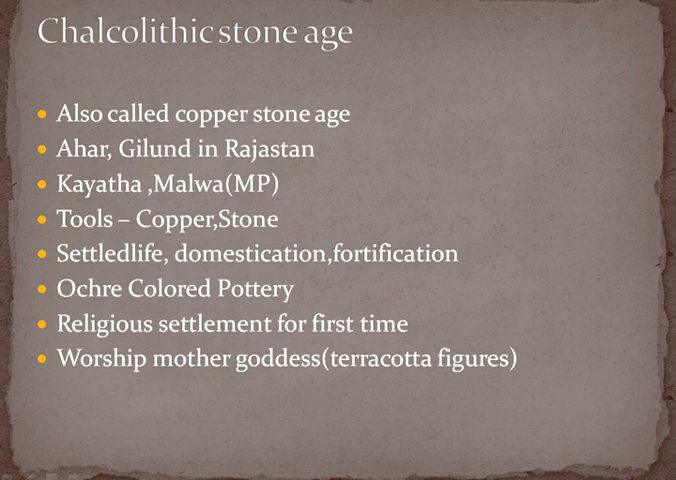 Chalcolithic stone age
• Also called copper stone age
• Ahar, Gilund in Rajastan
• Kayatha ,Malwa(MP)
• Tools – Copper,Stone
• Settledlife, domestication,fortification
• Ochre Colored Pottery
• Religious settlement for first time
• Worship mother goddess(terracotta figures)